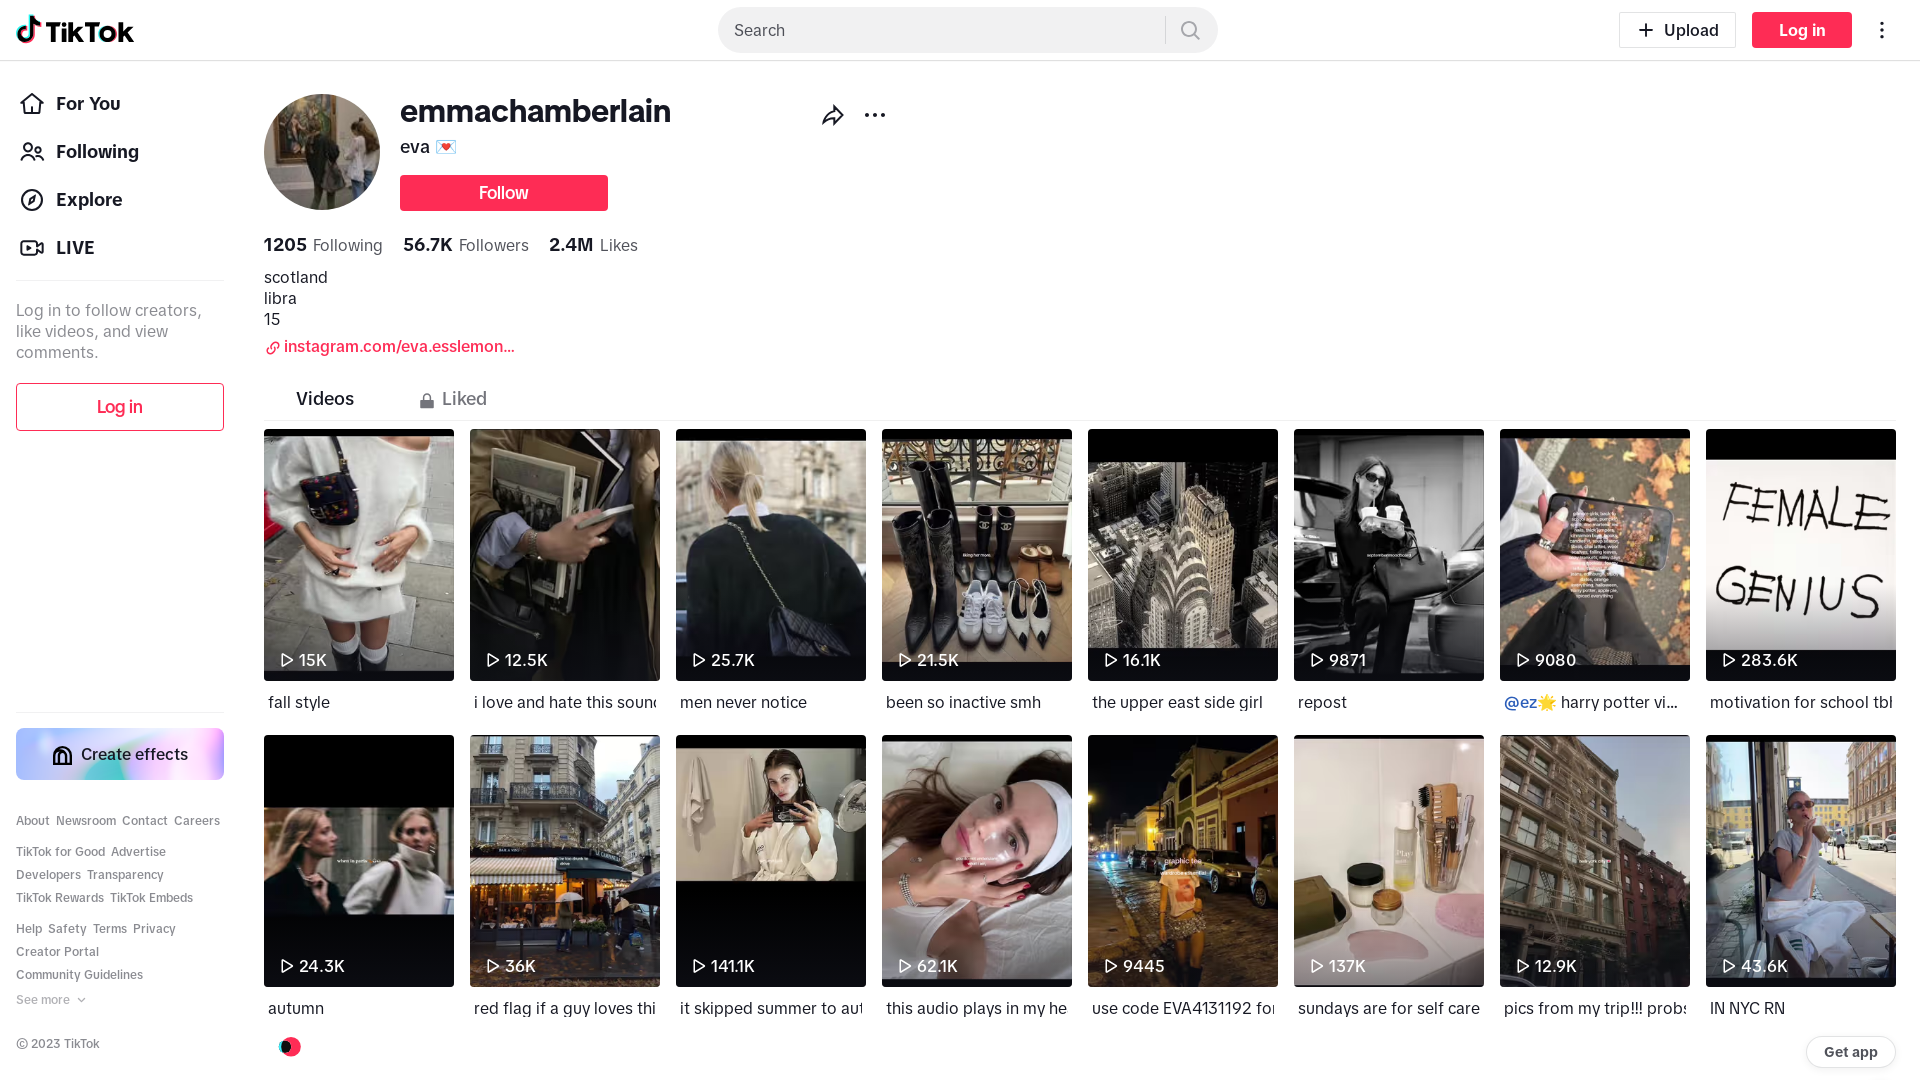 TikTok
Search
Upload
Log in
For You
Following
Explore
LIVE
Log in to follow creators,
like videos, and view
comments.
Log in
Create effects
About Newsroom Contact Careers
TikTok for Good Advertise
Developers Transparency
TikTok Rewards TikTok Embeds
Help Safety Terms Privacy
Creator Portal
Community Guidelines
See more
© 2023 TikTok
emmachamberlain
eva 💌
Follow
1205 Following 56.7K Followers 2.4M Likes
scotland
libra
15
instagram.com/eva.esslemon...
Videos
Liked
FEMALE
GENIUS
15K
12.5K
25.7K
21.5K
16.1K
9871
9080
283.6K
fall style
i love and hate this soun
men never notice
been so inactive smh
the upper east side girl
repost
@ez🌟 harry potter vi...
motivation for school tbl
graphic tee
24.3K
36K
141.1K
62.1K
9445
137K
12.9K
43.6K
autumn
red flag if a guy loves thi
it skipped summer to aut
this audio plays in my he
use code EVA4131192 for
sundays are for self care
pics from my trip!!! probs
IN NYC RN
Get app